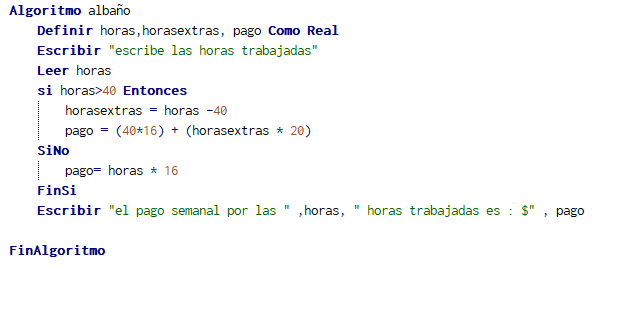 Algoritmo albaño
Definir horas,horasextras, pago Como Real
Escribir "escribe las horas trabajadas"
Leer horas
si horas>40 Entonces
horasextras = horas -40
pago = (40*16) + (horasextras * 20)
SiNo
pago= horas * 16
FinSi
Escribir "el pago semanal por las " ,horas, " horas trabajadas es : $" , pago
FinAlgoritmo